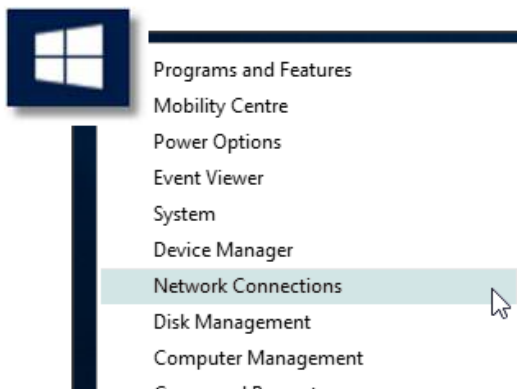 Programs and Features
Mobility Centre
Power Options
Event Viewer
System
Device Manager
Network Connections
Disk Management
Computer Management